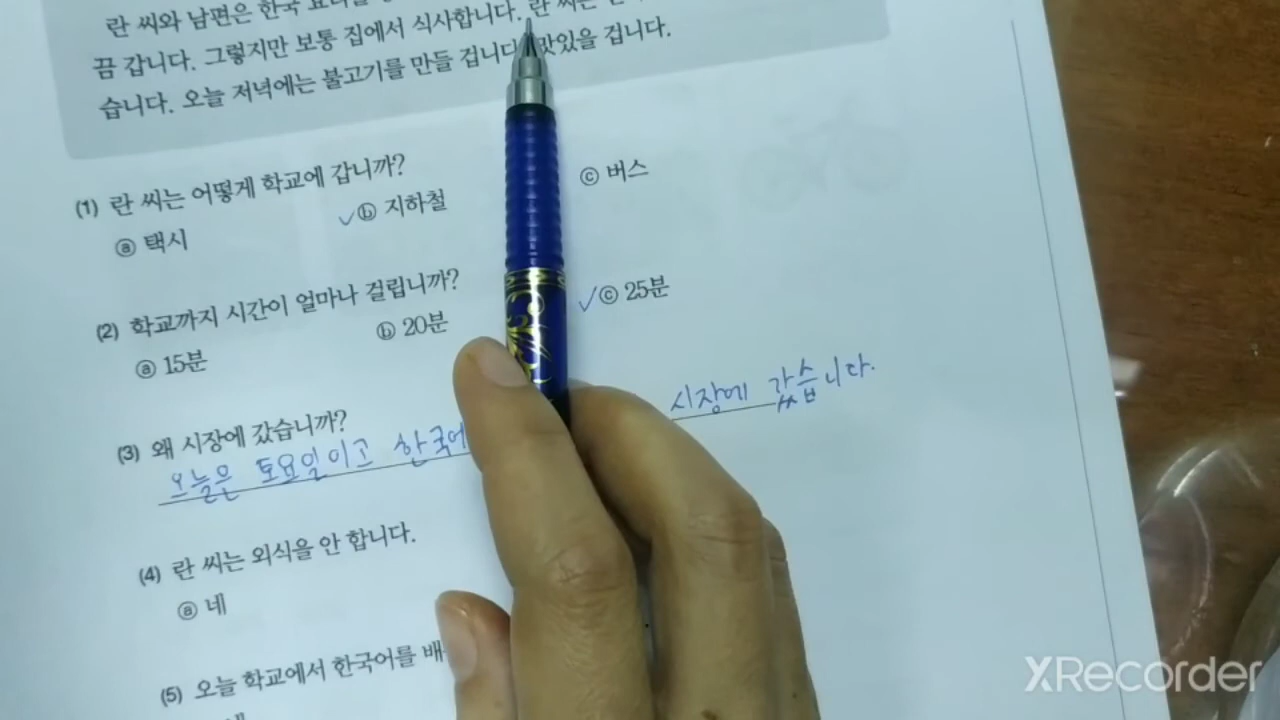 란 씨와 남편은 한국
끔 갑니다. 그렇지만 보통 집에서 식사합니다. 란
습니다. 오늘 저녁에는 불고기를 만들 겁니다. 맛있을 겁니다.
(1) 란 씨는 어떻게 학교에 갑니까?
ⓐ 택시 ⓑ 지하철 ⓒ 버스
(2) 학교까지 시간이 얼마나 걸립니까?
ⓐ 15분 ⓑ 20분 ⓒ 25분
(3) 왜 시장에 갔습니까?
오늘은 토요일이고 한국어 시장에 갔습니다.
(4) 란 씨는 외식을 안 합니다.
ⓐ 네
(5) 오늘 학교에서 한국어를 배
XRecorder